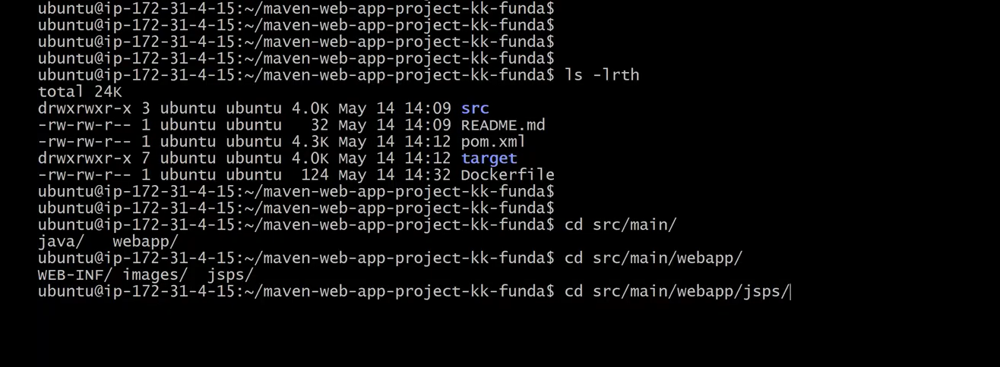 ubuntu@ip-172-31-4-15:~/maven-web-app-project-kk-funda$
ubuntu@ip-172-31-4-15:~/maven-web-app-project-kk-funda$
ubuntu@ip-172-31-4-15:~/maven-web-app-project-kk-funda$
ubuntu@ip-172-31-4-15:~/maven-web-app-project-kk-funda$
ubuntu@ip-172-31-4-15:~/maven-web-app-project-kk-funda$ ls -lrth
total 24K
drwxrwxr-x 3 ubuntu ubuntu 4.0K May 14 14:09 src
-rw-rw-r-- 1 ubuntu ubuntu   32 May 14 14:09 README.md
-rw-rw-r-- 1 ubuntu ubuntu 4.3K May 14 14:12 pom.xml
drwxrwxr-x 7 ubuntu ubuntu 4.0K May 14 14:12 target
-rw-rw-r-- 1 ubuntu ubuntu  124 May 14 14:32 Dockerfile
ubuntu@ip-172-31-4-15:~/maven-web-app-project-kk-funda$
ubuntu@ip-172-31-4-15:~/maven-web-app-project-kk-funda$
ubuntu@ip-172-31-4-15:~/maven-web-app-project-kk-funda$ cd src/main/
java/   webapp/
ubuntu@ip-172-31-4-15:~/maven-web-app-project-kk-funda$ cd src/main/webapp/
WEB-INF/ images/  jsps/
ubuntu@ip-172-31-4-15:~/maven-web-app-project-kk-funda$ cd src/main/webapp/jsps/